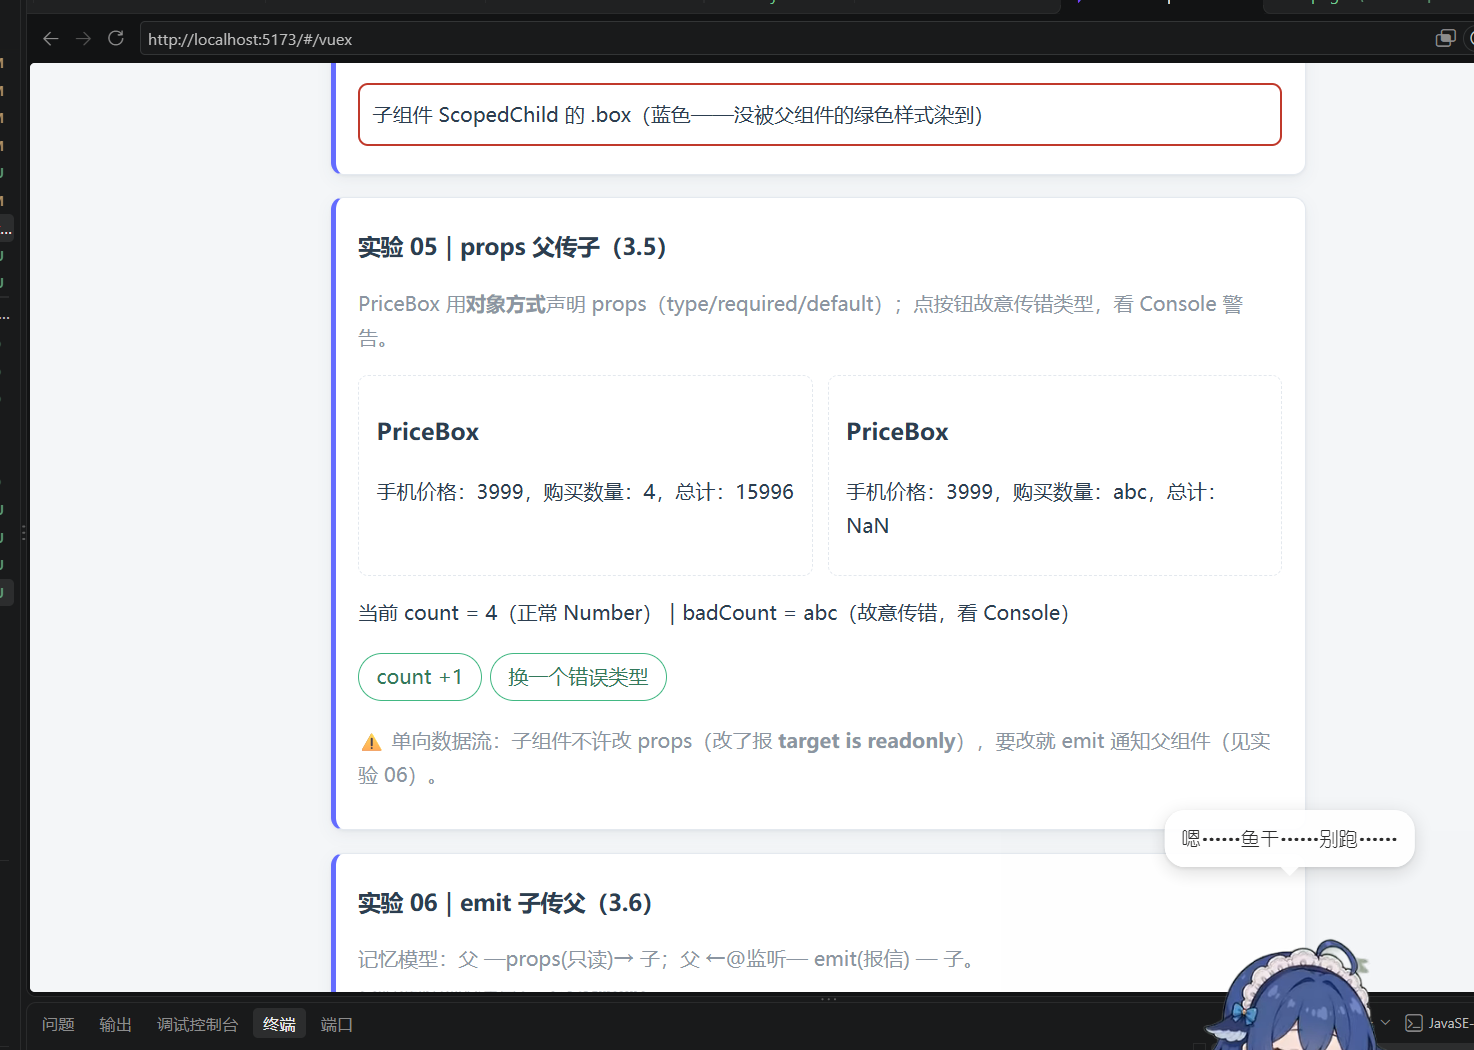 http://localhost:5173/#/vuex
子组件 ScopedChild 的 .box（蓝色——没被父组件的绿色样式染到）
实验 05 | props 父传子（3.5）
PriceBox 用对象方式声明 props（type/required/default）；点按钮故意传错类型，看 Console 警
告。
PriceBox
手机价格：3999，购买数量：4，总计：15996
PriceBox
手机价格：3999，购买数量：abc，总计：
NaN
当前 count = 4（正常 Number） | badCount = abc（故意传错，看 Console）
count +1
换一个错误类型
⚠️ 单向数据流：子组件不许改 props（改了报 target is readonly），要改就 emit 通知父组件（见实
验 06）。
嗯······鱼干······别跑······
实验 06 | emit 子传父（3.6）
记忆模型：父 —props(只读)→ 子；父 ←@监听— emit(报信) — 子。
问题
输出
调试控制台
终端
端口
JavaSE-